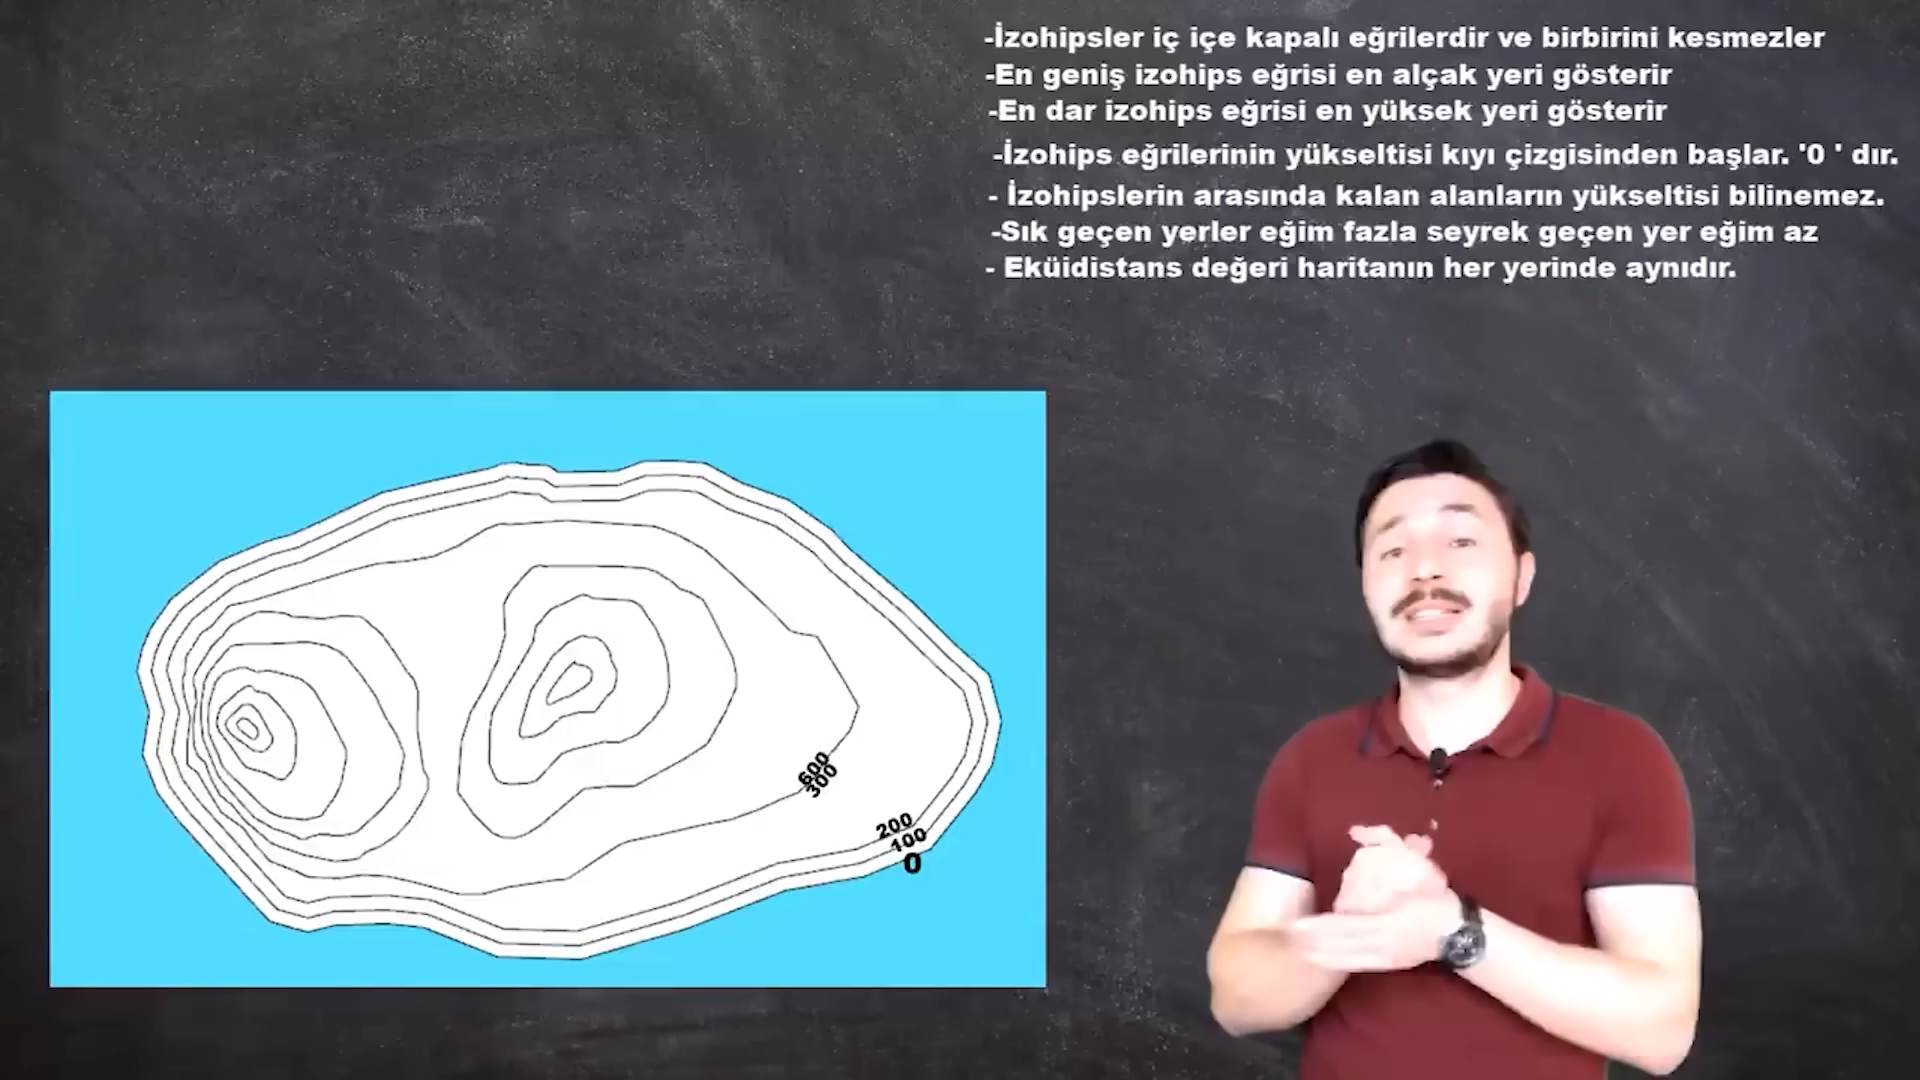 -İzohipsler iç içe kapalı eğrilerdir ve birbirini kesmezler
-En geniş izohips eğrisi en alçak yeri gösterir
-En dar izohips eğrisi en yüksek yeri gösterir
-İzohips eğrilerinin yükseltisi kıyı çizgisinden başlar. '0 ' dır.
- İzohipslerin arasında kalan alanların yükseltisi bilinemez.
-Sık geçen yerler eğim fazla seyrek geçen yer eğim az
- Eküidistans değeri haritanın her yerinde aynıdır.
600
300
200
100
0